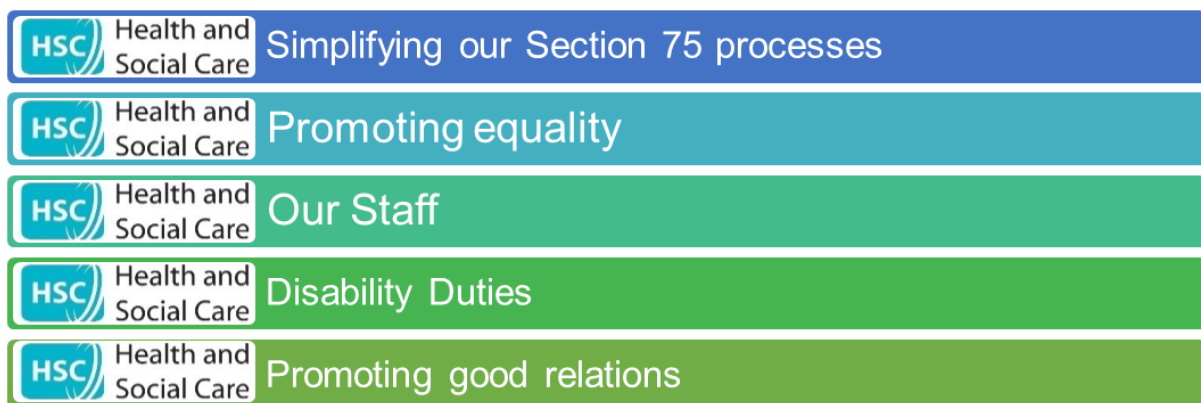 HSC Health and
Social Care
Simplifying our Section 75 processes
HSC Health and
Social Care
Promoting equality
HSC Health and
Social Care
Our Staff
HSC Health and
Social Care
Disability Duties
HSC Health and
Social Care
Promoting good relations